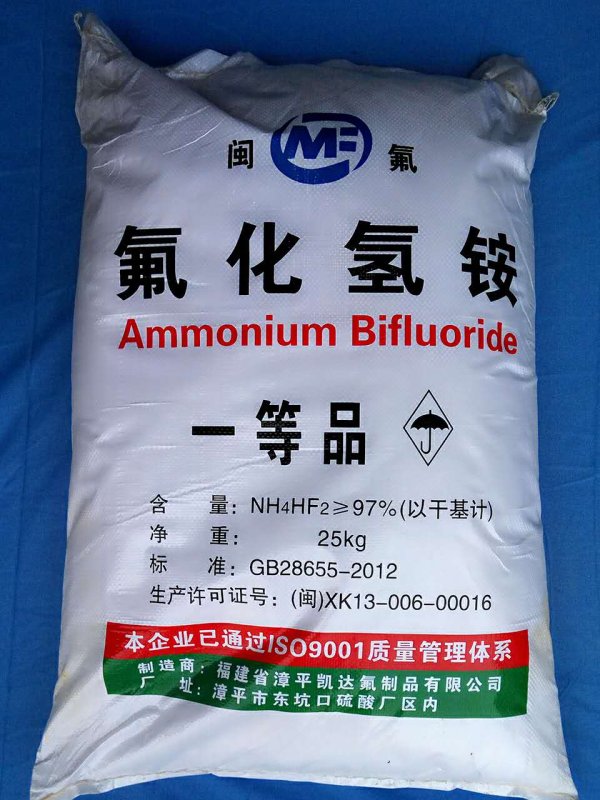 闽 MF 氟
氟化氢铵
Ammonium Bifluoride
一等品
含 量: NH4HF2≥97%(以干基计)
净 重: 25kg
标 准: GB28655-2012
生产许可证号: (闽)XK13-006-00016
本企业已通过ISO9001质量管理体系
制造商: 福建省漳平凯达氟制品有限公司
厂 址: 漳平市东坑口硫酸厂区内